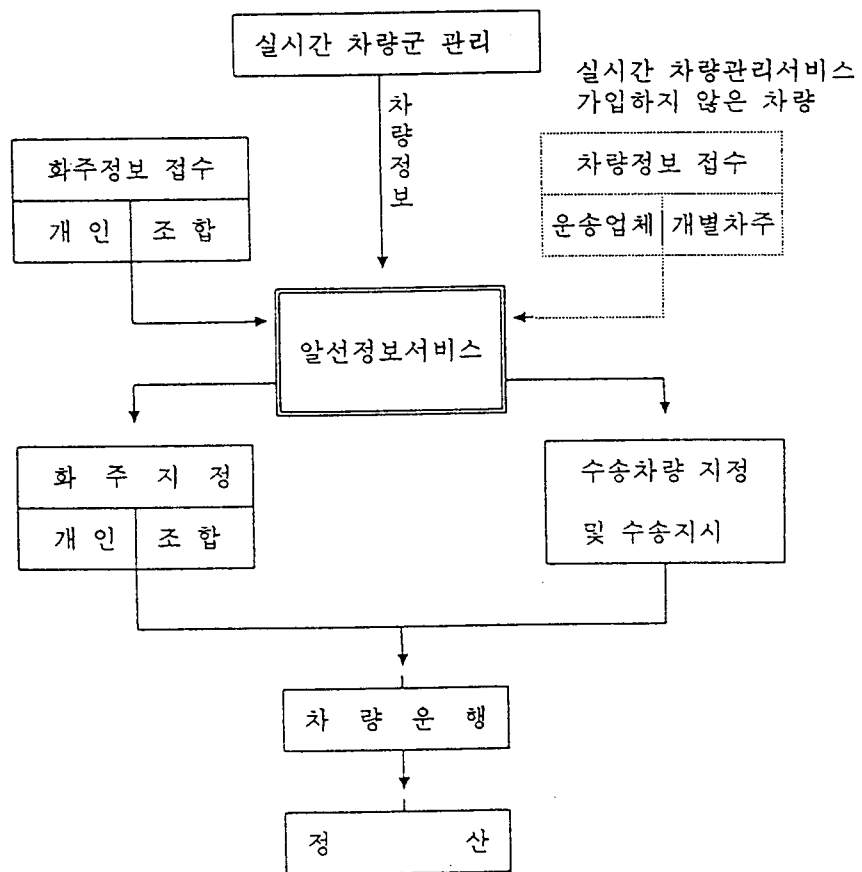 실시간 차량군 관리
실시간 차량관리서비스
가입하지 않은 차량
차량정보
화주정보 접수
개인 조합
차량정보 접수
운송업체 개별차주
알선정보서비스
화 주 지 정
개인 조합
수송차량 지정
및 수송지시
차 량 운 행
정 산